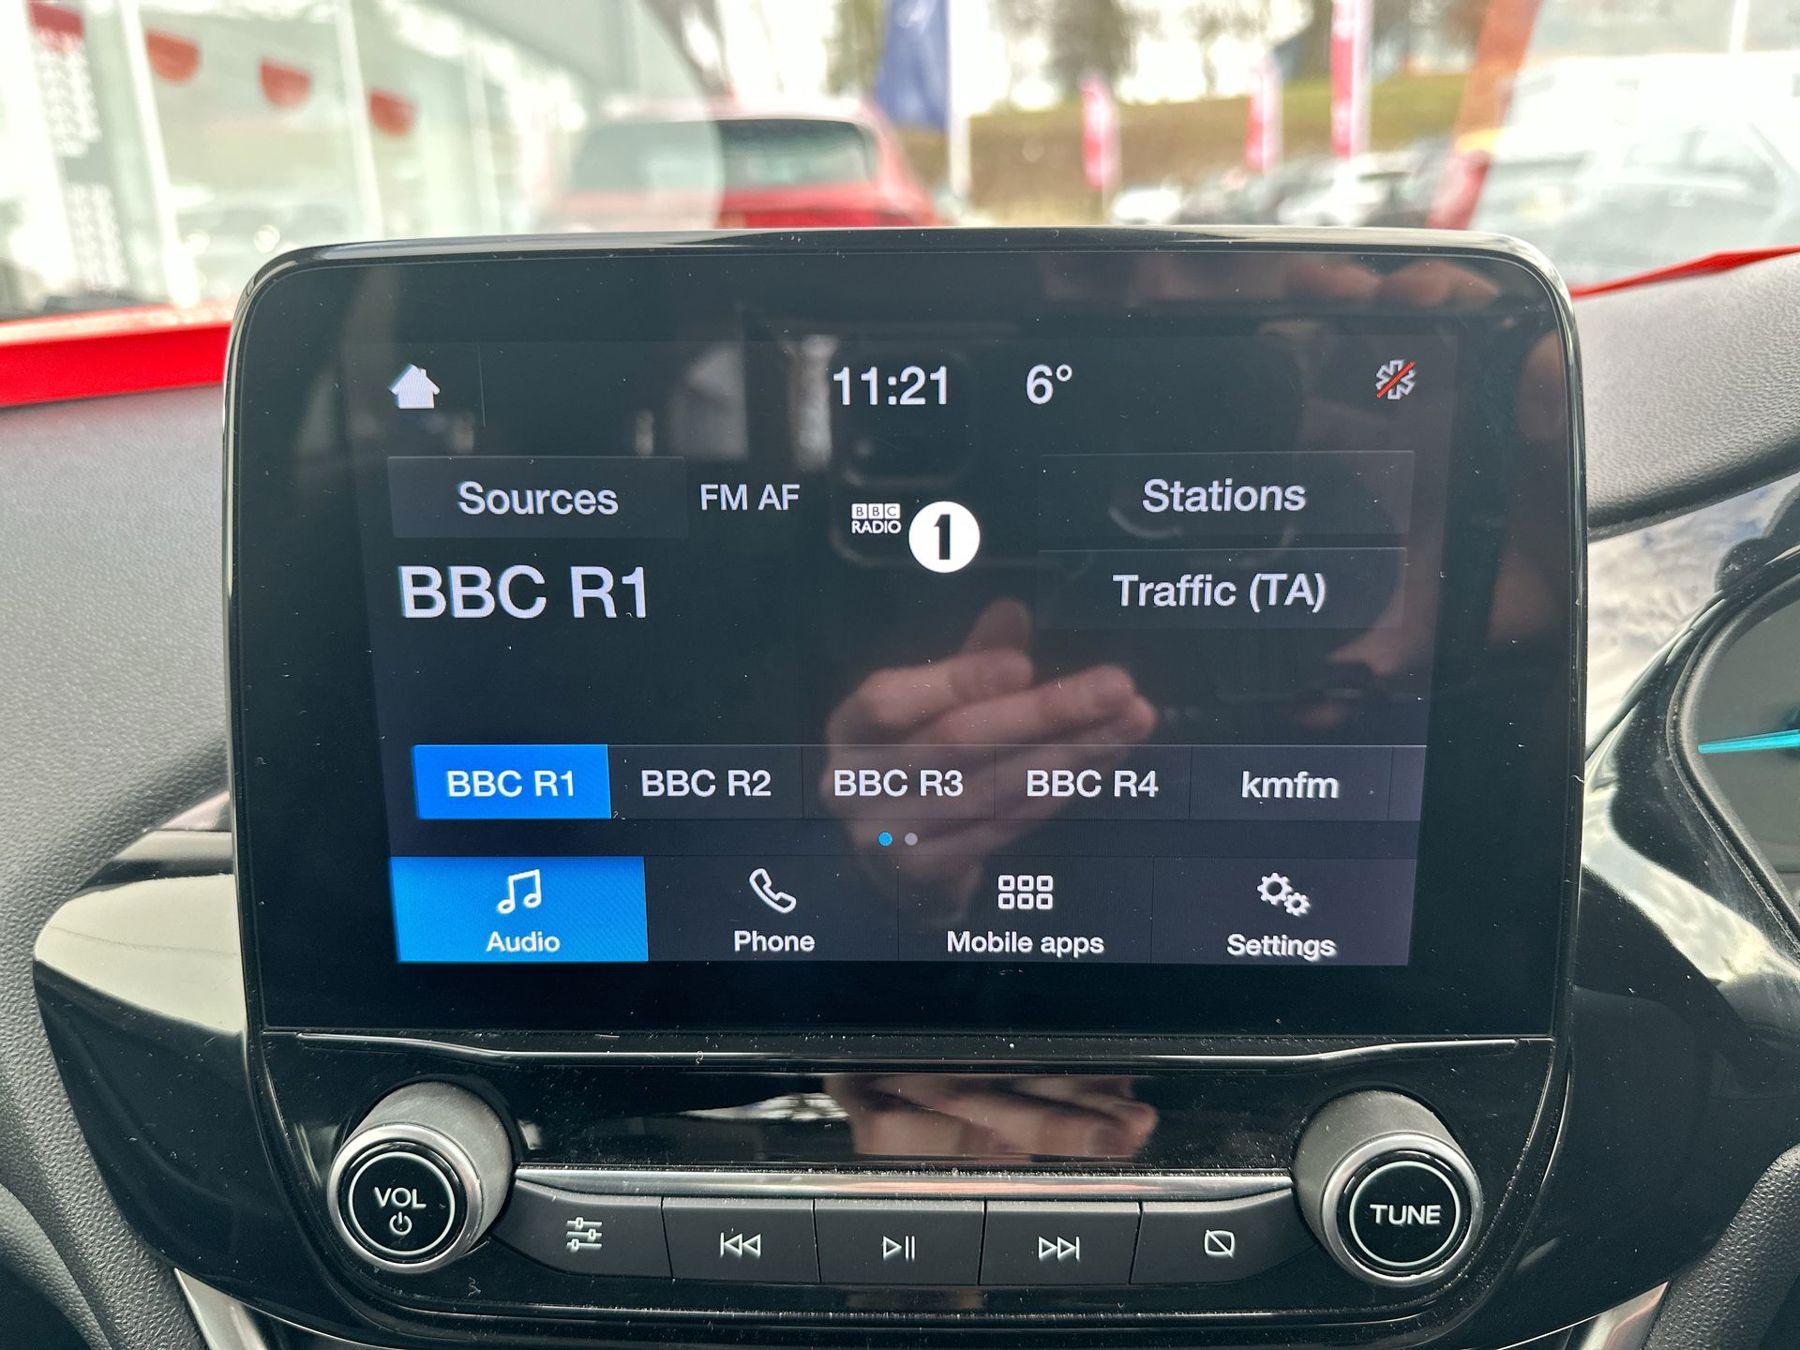 11:21 6°
Sources FM AF BBC RADIO 1 Stations
BBC R1 Traffic (TA)
BBC R1 BBC R2 BBC R3 BBC R4 kmfm
Audio Phone Mobile apps Settings
VOL TUNE